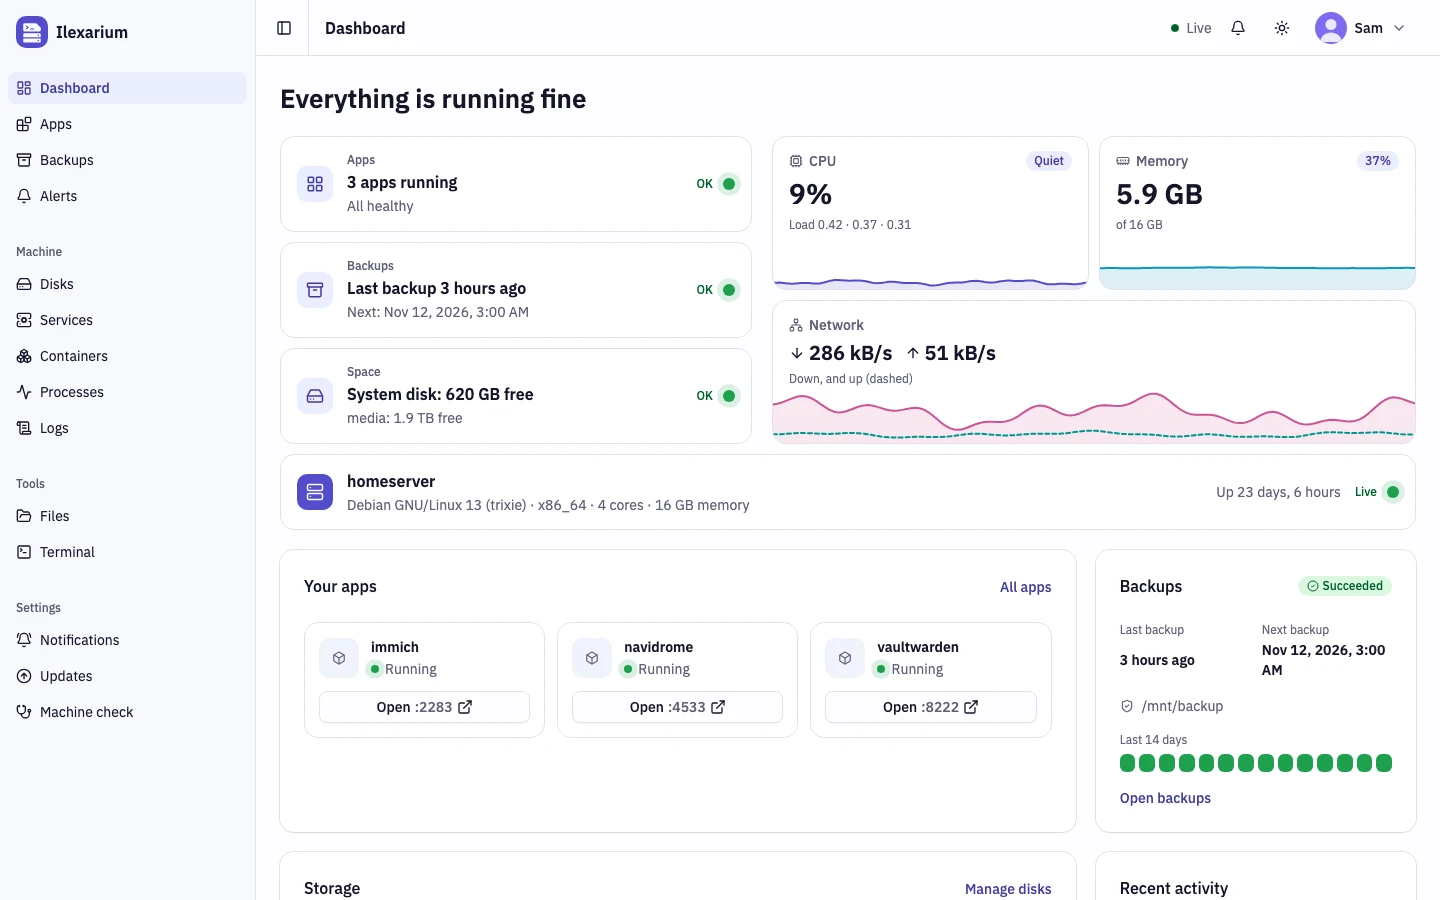 Ilexarium
Dashboard
Apps
Backups
Alerts
Machine
Disks
Services
Containers
Processes
Logs
Tools
Files
Terminal
Settings
Notifications
Updates
Machine check
Dashboard
Live
Sam
Everything is running fine
Apps
3 apps running
All healthy
OK
Backups
Last backup 3 hours ago
Next: Nov 12, 2026, 3:00 AM
OK
Space
System disk: 620 GB free
media: 1.9 TB free
OK
CPU
Quiet
9%
Load 0.42 · 0.37 · 0.31
Memory
37%
5.9 GB
of 16 GB
Network
↓ 286 kB/s ↑ 51 kB/s
Down, and up (dashed)
homeserver
Debian GNU/Linux 13 (trixie) · x86_64 · 4 cores · 16 GB memory
Up 23 days, 6 hours
Live
Your apps
All apps
immich
Running
Open :2283
navidrome
Running
Open :4533
vaultwarden
Running
Open :8222
Backups
Succeeded
Last backup
3 hours ago
Next backup
Nov 12, 2026, 3:00
AM
/mnt/backup
Last 14 days
Open backups
Storage
Manage disks
Recent activity